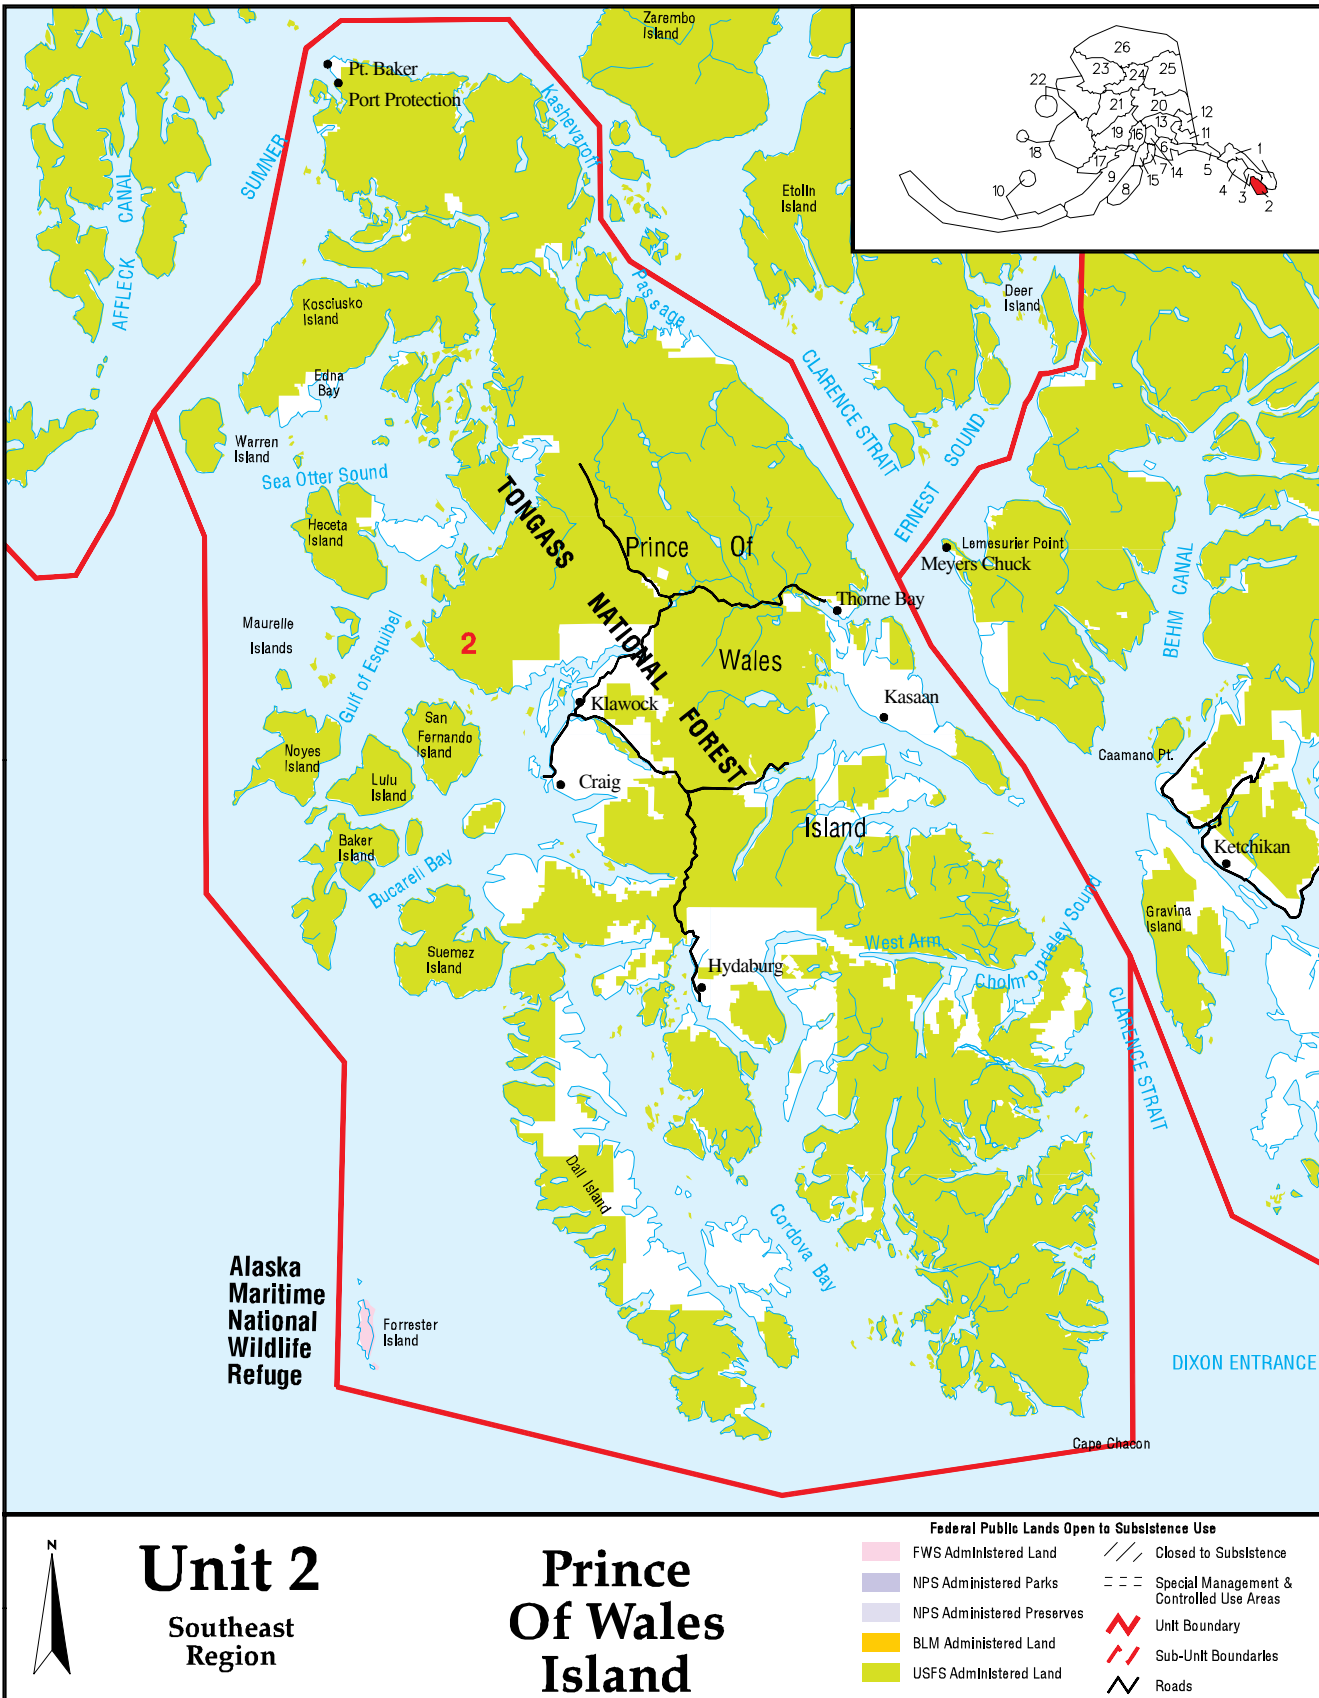 Zarembo
Island
Pt. Baker
Port Protection
Kashevaroff
Passage
SUMNER
AFFLECK CANAL
Etolin
Island
Deer
Island
Kosciusko
Island
Edna
Bay
Warren
Island
Sea Otter Sound
Heceta
Island
CLARENCE STRAIT
ERNEST SOUND
TONGASS
NATIONAL
FOREST
Prince Of
Wales
Island
Lemesurier Point
Meyers Chuck
BEHM CANAL
Thorne Bay
Maurelle
Islands
Gulf of Esquibel
2
Klawock
Kasaan
San
Fernando
Island
Noyes
Island
Lulu
Island
Craig
Caamano Pt.
Baker
Island
Bucareli Bay
Ketchikan
Gravina
Island
Suemez
Island
West Arm
Cholmondeley Sound
Hydaburg
CLARENCE STRAIT
Dall Island
Cordova Bay
Alaska
Maritime
National
Wildlife
Refuge
Forrester
Island
DIXON ENTRANCE
Cape Chacon
26
23
24
25
22
21
20
12
13
11
19
16
18
17
6
1
9
7
14
5
10
8
15
4
3
2
N
Unit 2
Southeast
Region
Prince
Of Wales
Island
Federal Public Lands Open to Subsistence Use
FWS Administered Land
NPS Administered Parks
NPS Administered Preserves
BLM Administered Land
USFS Administered Land
Closed to Subsistence
Special Management &
Controlled Use Areas
Unit Boundary
Sub-Unit Boundaries
Roads